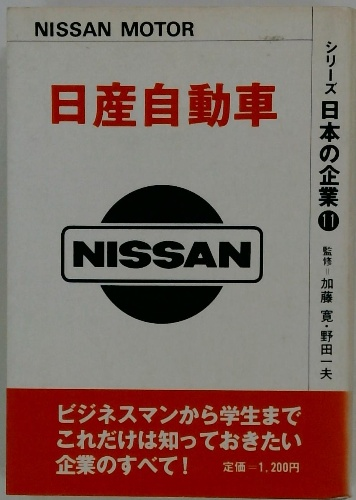 NISSAN MOTOR
日産自動車
NISSAN
シリーズ 日本の企業 11
監修=加藤 寛・野田一夫
ビジネスマンから学生まで
これだけは知っておきたい
企業のすべて!
定価=1,200円